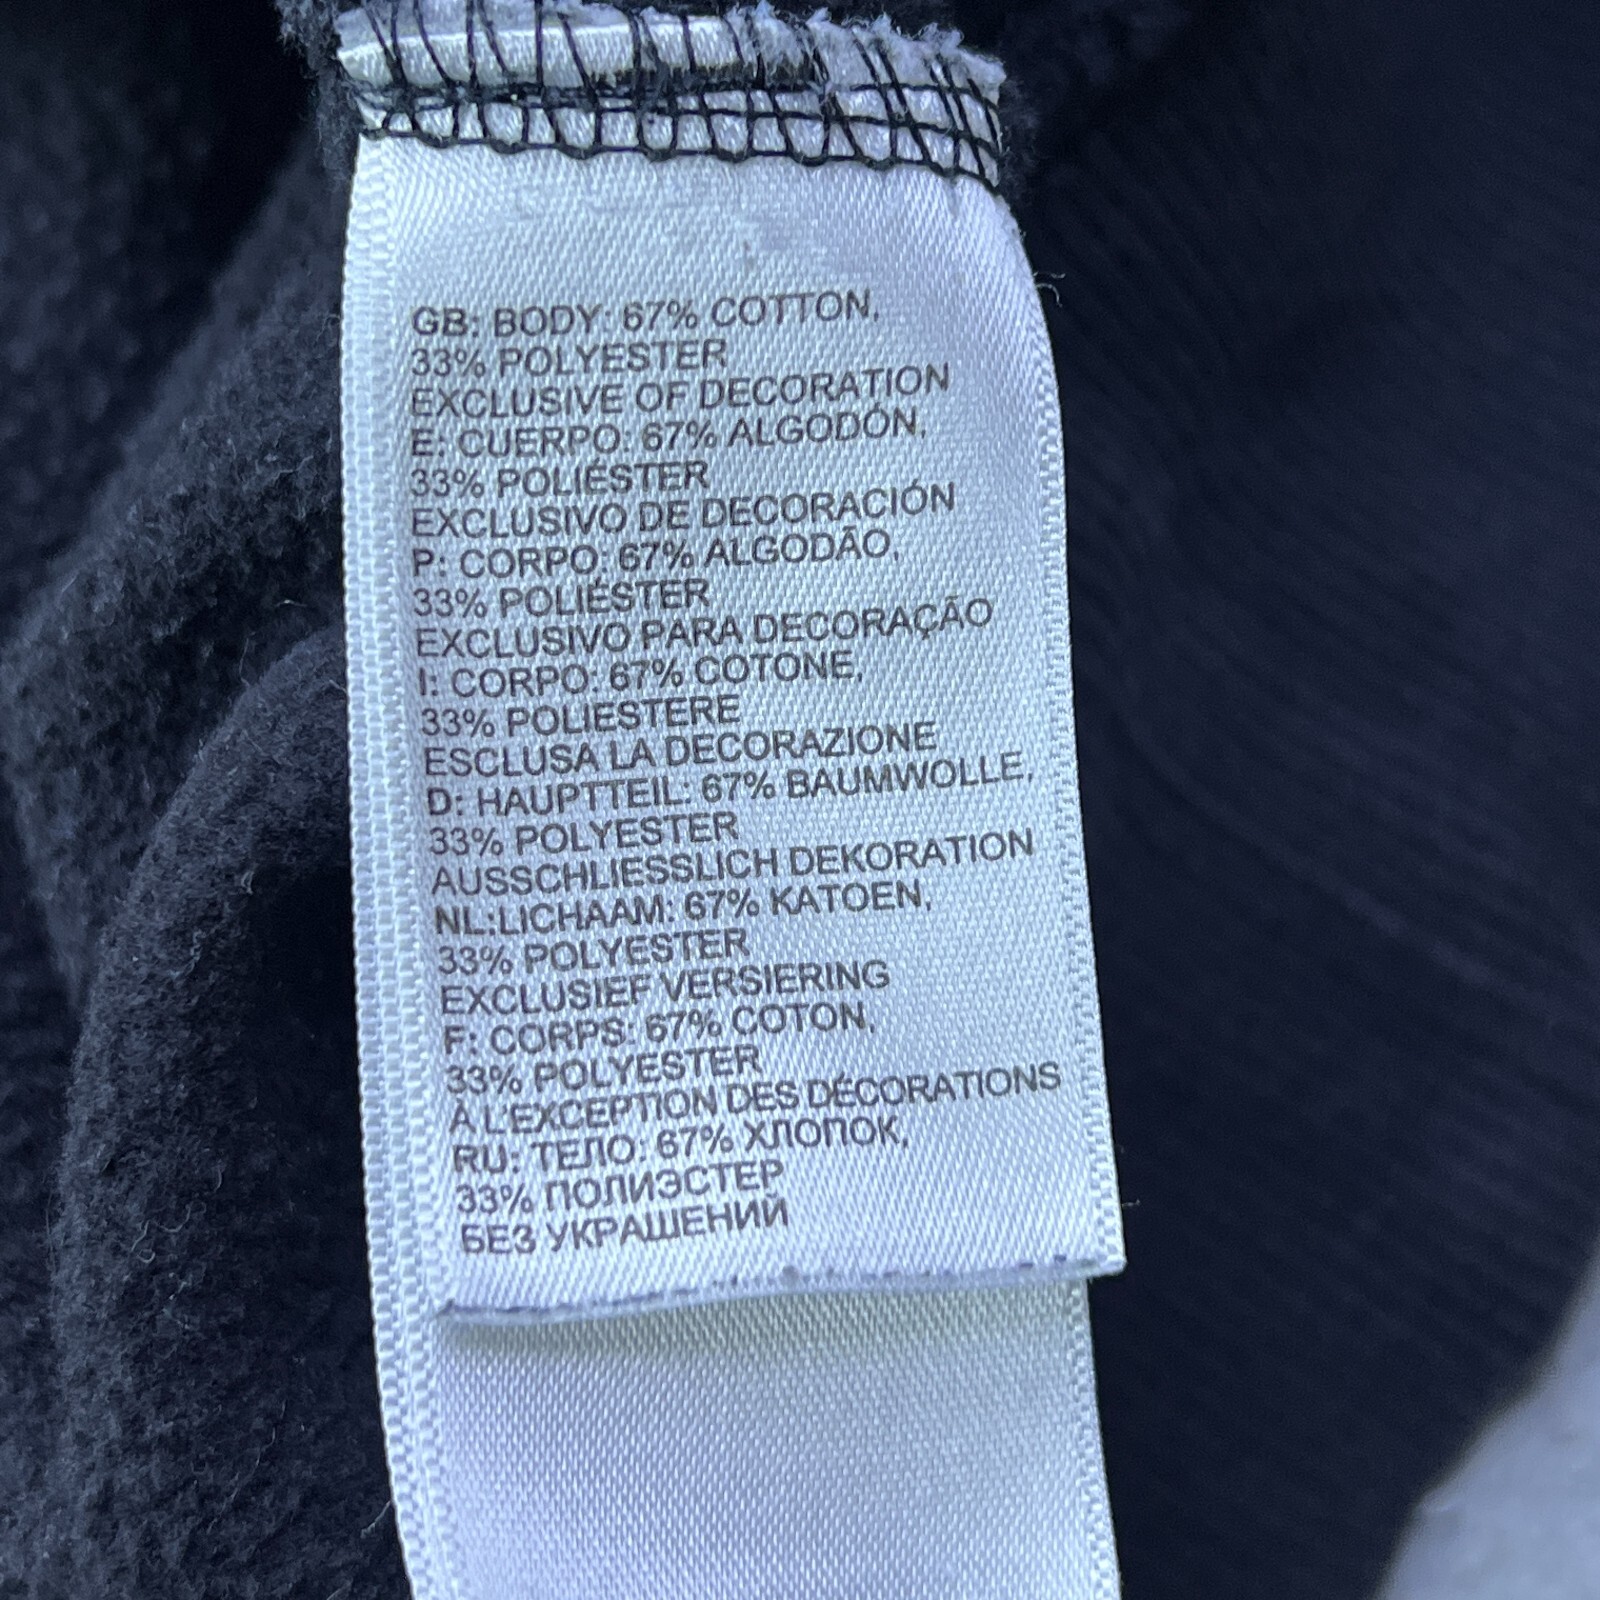 GB: BODY: 67% COTTON,
33% POLYESTER
EXCLUSIVE OF DECORATION
E: CUERPO: 67% ALGODÓN,
33% POLIÉSTER
EXCLUSIVO DE DECORACIÓN
P: CORPO: 67% ALGODÃO,
33% POLIÉSTER
EXCLUSIVO PARA DECORAÇÃO
I: CORPO: 67% COTONE,
33% POLIESTERE
ESCLUSA LA DECORAZIONE
D: HAUPTTEIL: 67% BAUMWOLLE,
33% POLYESTER
AUSSCHLIESSLICH DEKORATION
NL:LICHAAM: 67% KATOEN,
33% POLYESTER
EXCLUSIEF VERSIERING
F: CORPS: 67% COTON,
33% POLYESTER
À L'EXCEPTION DES DÉCORATIONS
RU: ТЕЛО: 67% ХЛОПОК,
33% ПОЛИЭСТЕР
БЕЗ УКРАШЕНИЙ